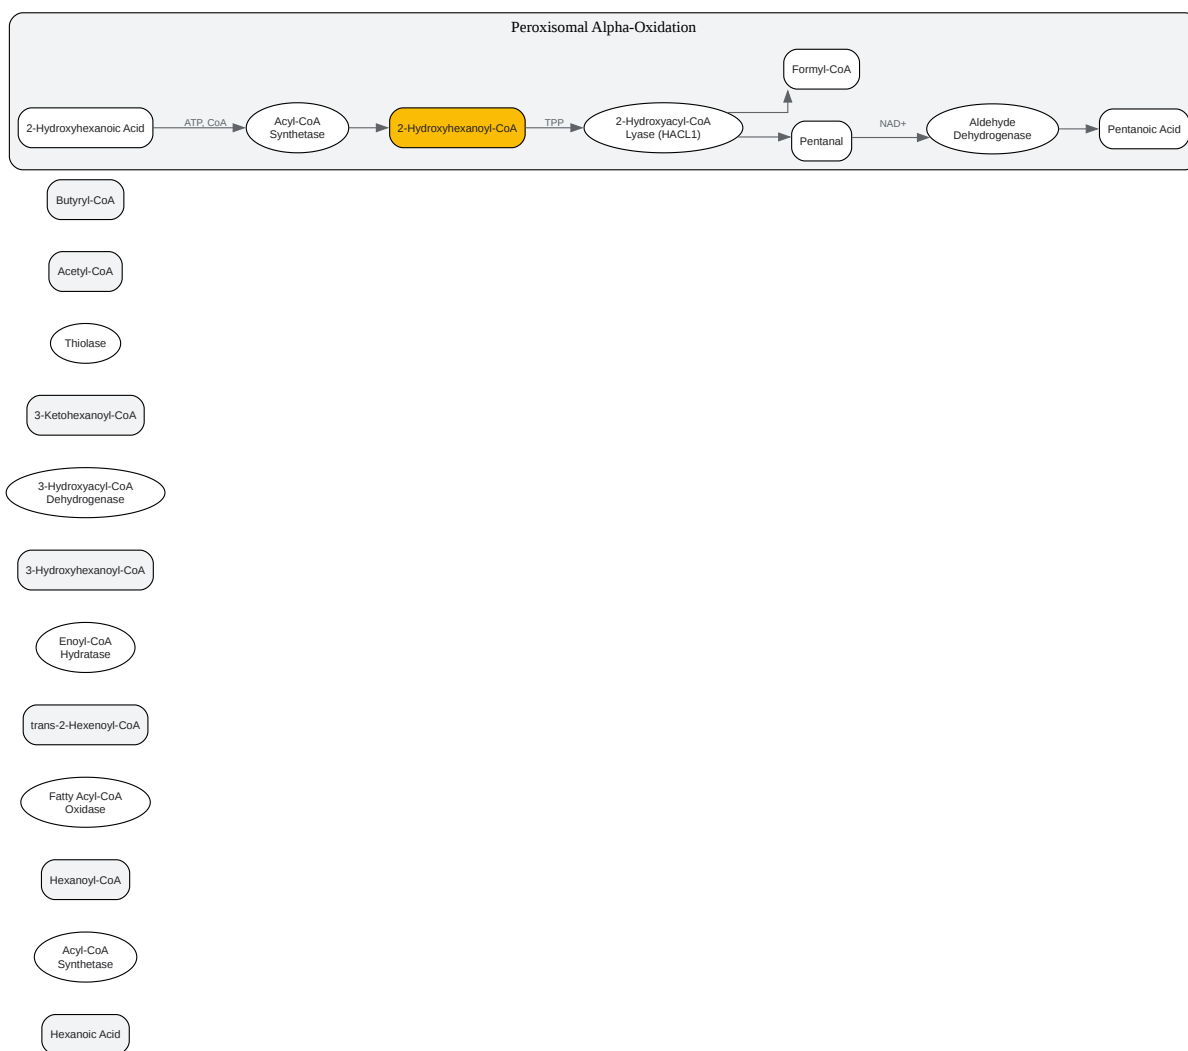 Peroxisomal Alpha-Oxidation
Formyl-CoA
2-Hydroxyhexanoic Acid
ATP, CoA
Acyl-CoA
Synthetase
2-Hydroxyhexanoyl-CoA
TPP
2-Hydroxyacyl-CoA
Lyase (HACL1)
Pentanal
NAD+
Aldehyde
Dehydrogenase
Pentanoic Acid
Butyryl-CoA
Acetyl-CoA
Thiolase
3-Ketohexanoyl-CoA
3-Hydroxyacyl-CoA
Dehydrogenase
3-Hydroxyhexanoyl-CoA
Enoyl-CoA
Hydratase
trans-2-Hexenoyl-CoA
Fatty Acyl-CoA
Oxidase
Hexanoyl-CoA
Acyl-CoA
Synthetase
Hexanoic Acid